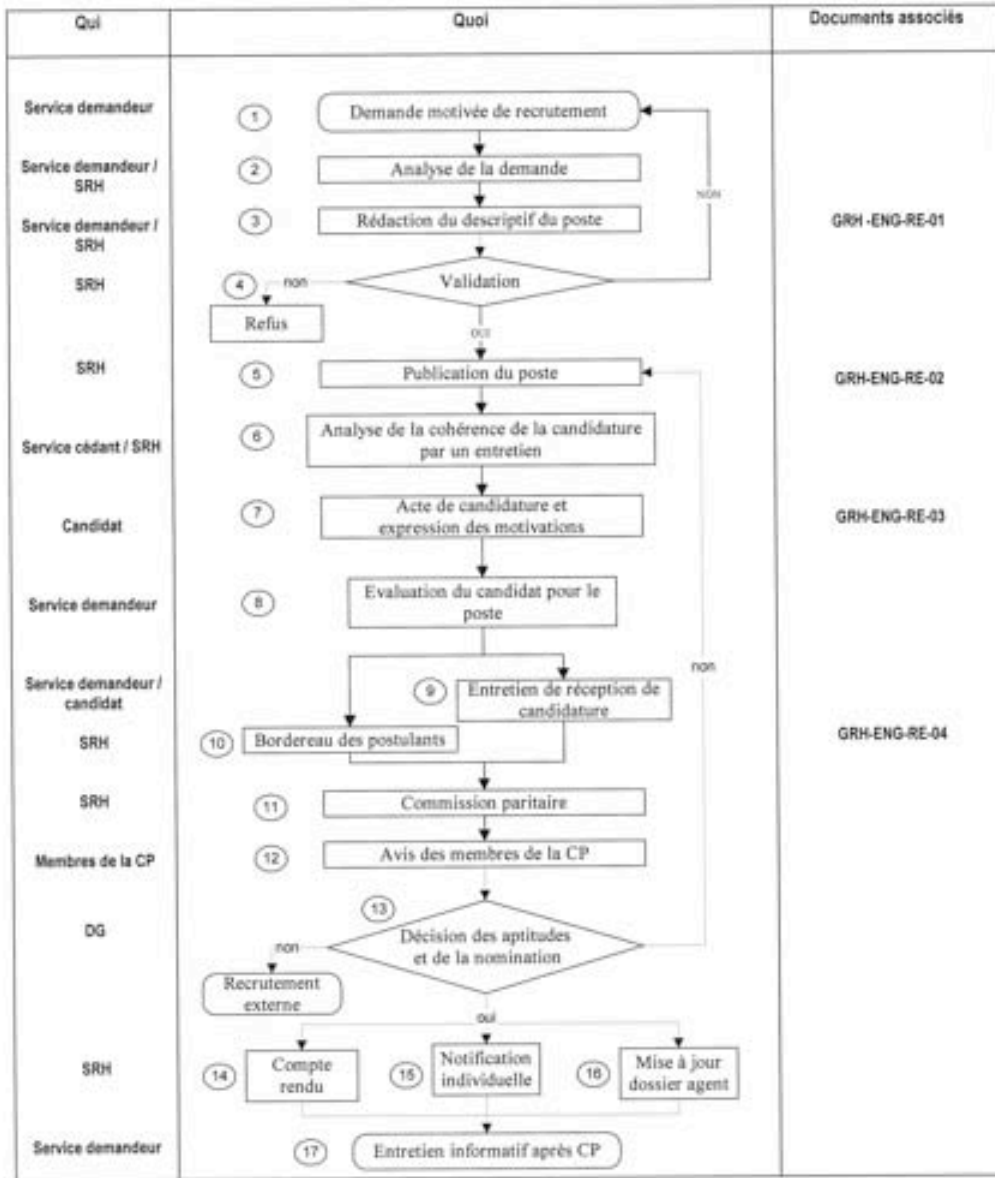 Qui
Quoi
Documents associés
Service demandeur
1
Demande motivée de recrutement
Service demandeur /
SRH
2
Analyse de la demande
NON
Service demandeur /
SRH
3
Rédaction du descriptif du poste
GRH -ENG-RE-01
SRH
4
non
Validation
Refus
OUI
SRH
5
Publication du poste
GRH-ENG-RE-02
Service cédant / SRH
6
Analyse de la cohérence de la candidature
par un entretien
Candidat
7
Acte de candidature et
expression des motivations
GRH-ENG-RE-03
Service demandeur
8
Evaluation du candidat pour le
poste
non
Service demandeur /
candidat
9
Entretien de réception de
candidature
SRH
10
Bordereau des postulants
GRH-ENG-RE-04
SRH
11
Commission paritaire
Membres de la CP
12
Avis des membres de la CP
DG
13
Décision des aptitudes
et de la nomination
non
Recrutement
externe
oui
SRH
14
Compte
rendu
15
Notification
individuelle
16
Mise à jour
dossier agent
Service demandeur
17
Entretien informatif après CP